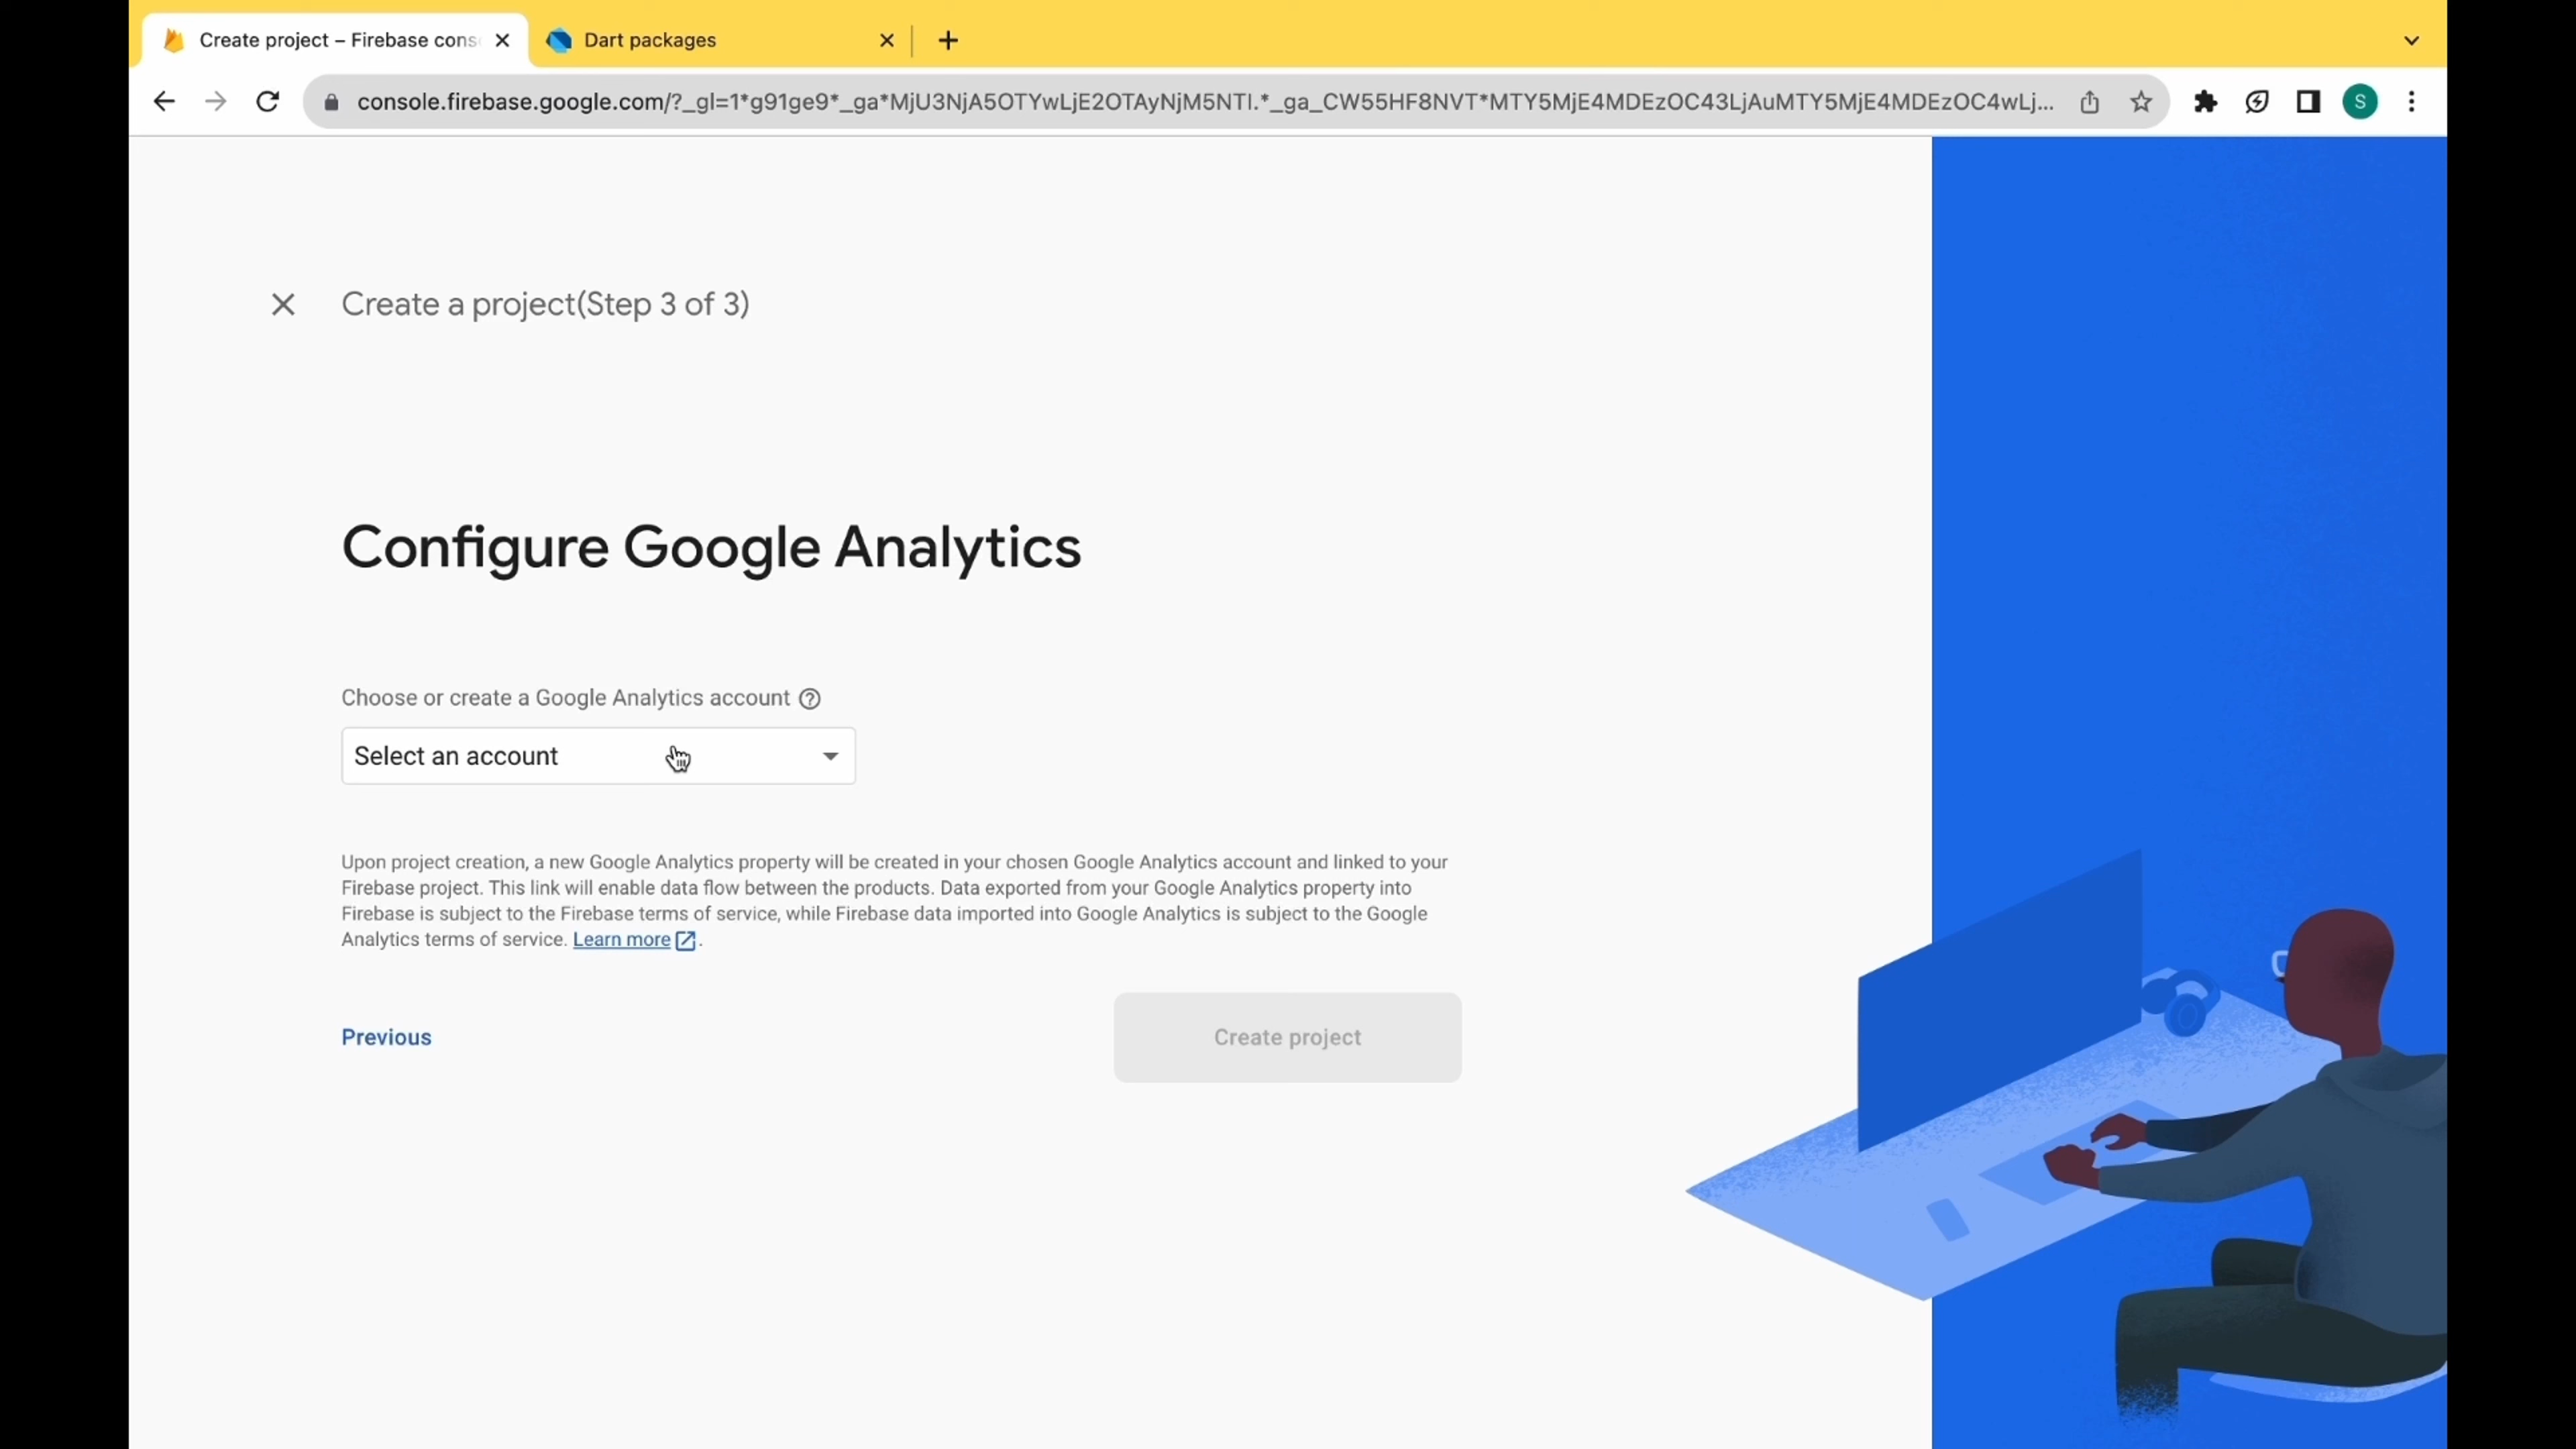 Create project – Firebase cons
Dart packages
console.firebase.google.com/?_gl=1*g91ge9*_ga*MjU3NjA5OTYwLjE2OTAyNjM5NTI.*_ga_CW55HF8NVT*MTY5MjE4MDEzOC43LjAuMTY5MjE4MDEzOC4wLj...
S
Create a project(Step 3 of 3)
Configure Google Analytics
Choose or create a Google Analytics account
Select an account
Upon project creation, a new Google Analytics property will be created in your chosen Google Analytics account and linked to your
Firebase project. This link will enable data flow between the products. Data exported from your Google Analytics property into
Firebase is subject to the Firebase terms of service, while Firebase data imported into Google Analytics is subject to the Google
Analytics terms of service. Learn more .
Previous
Create project